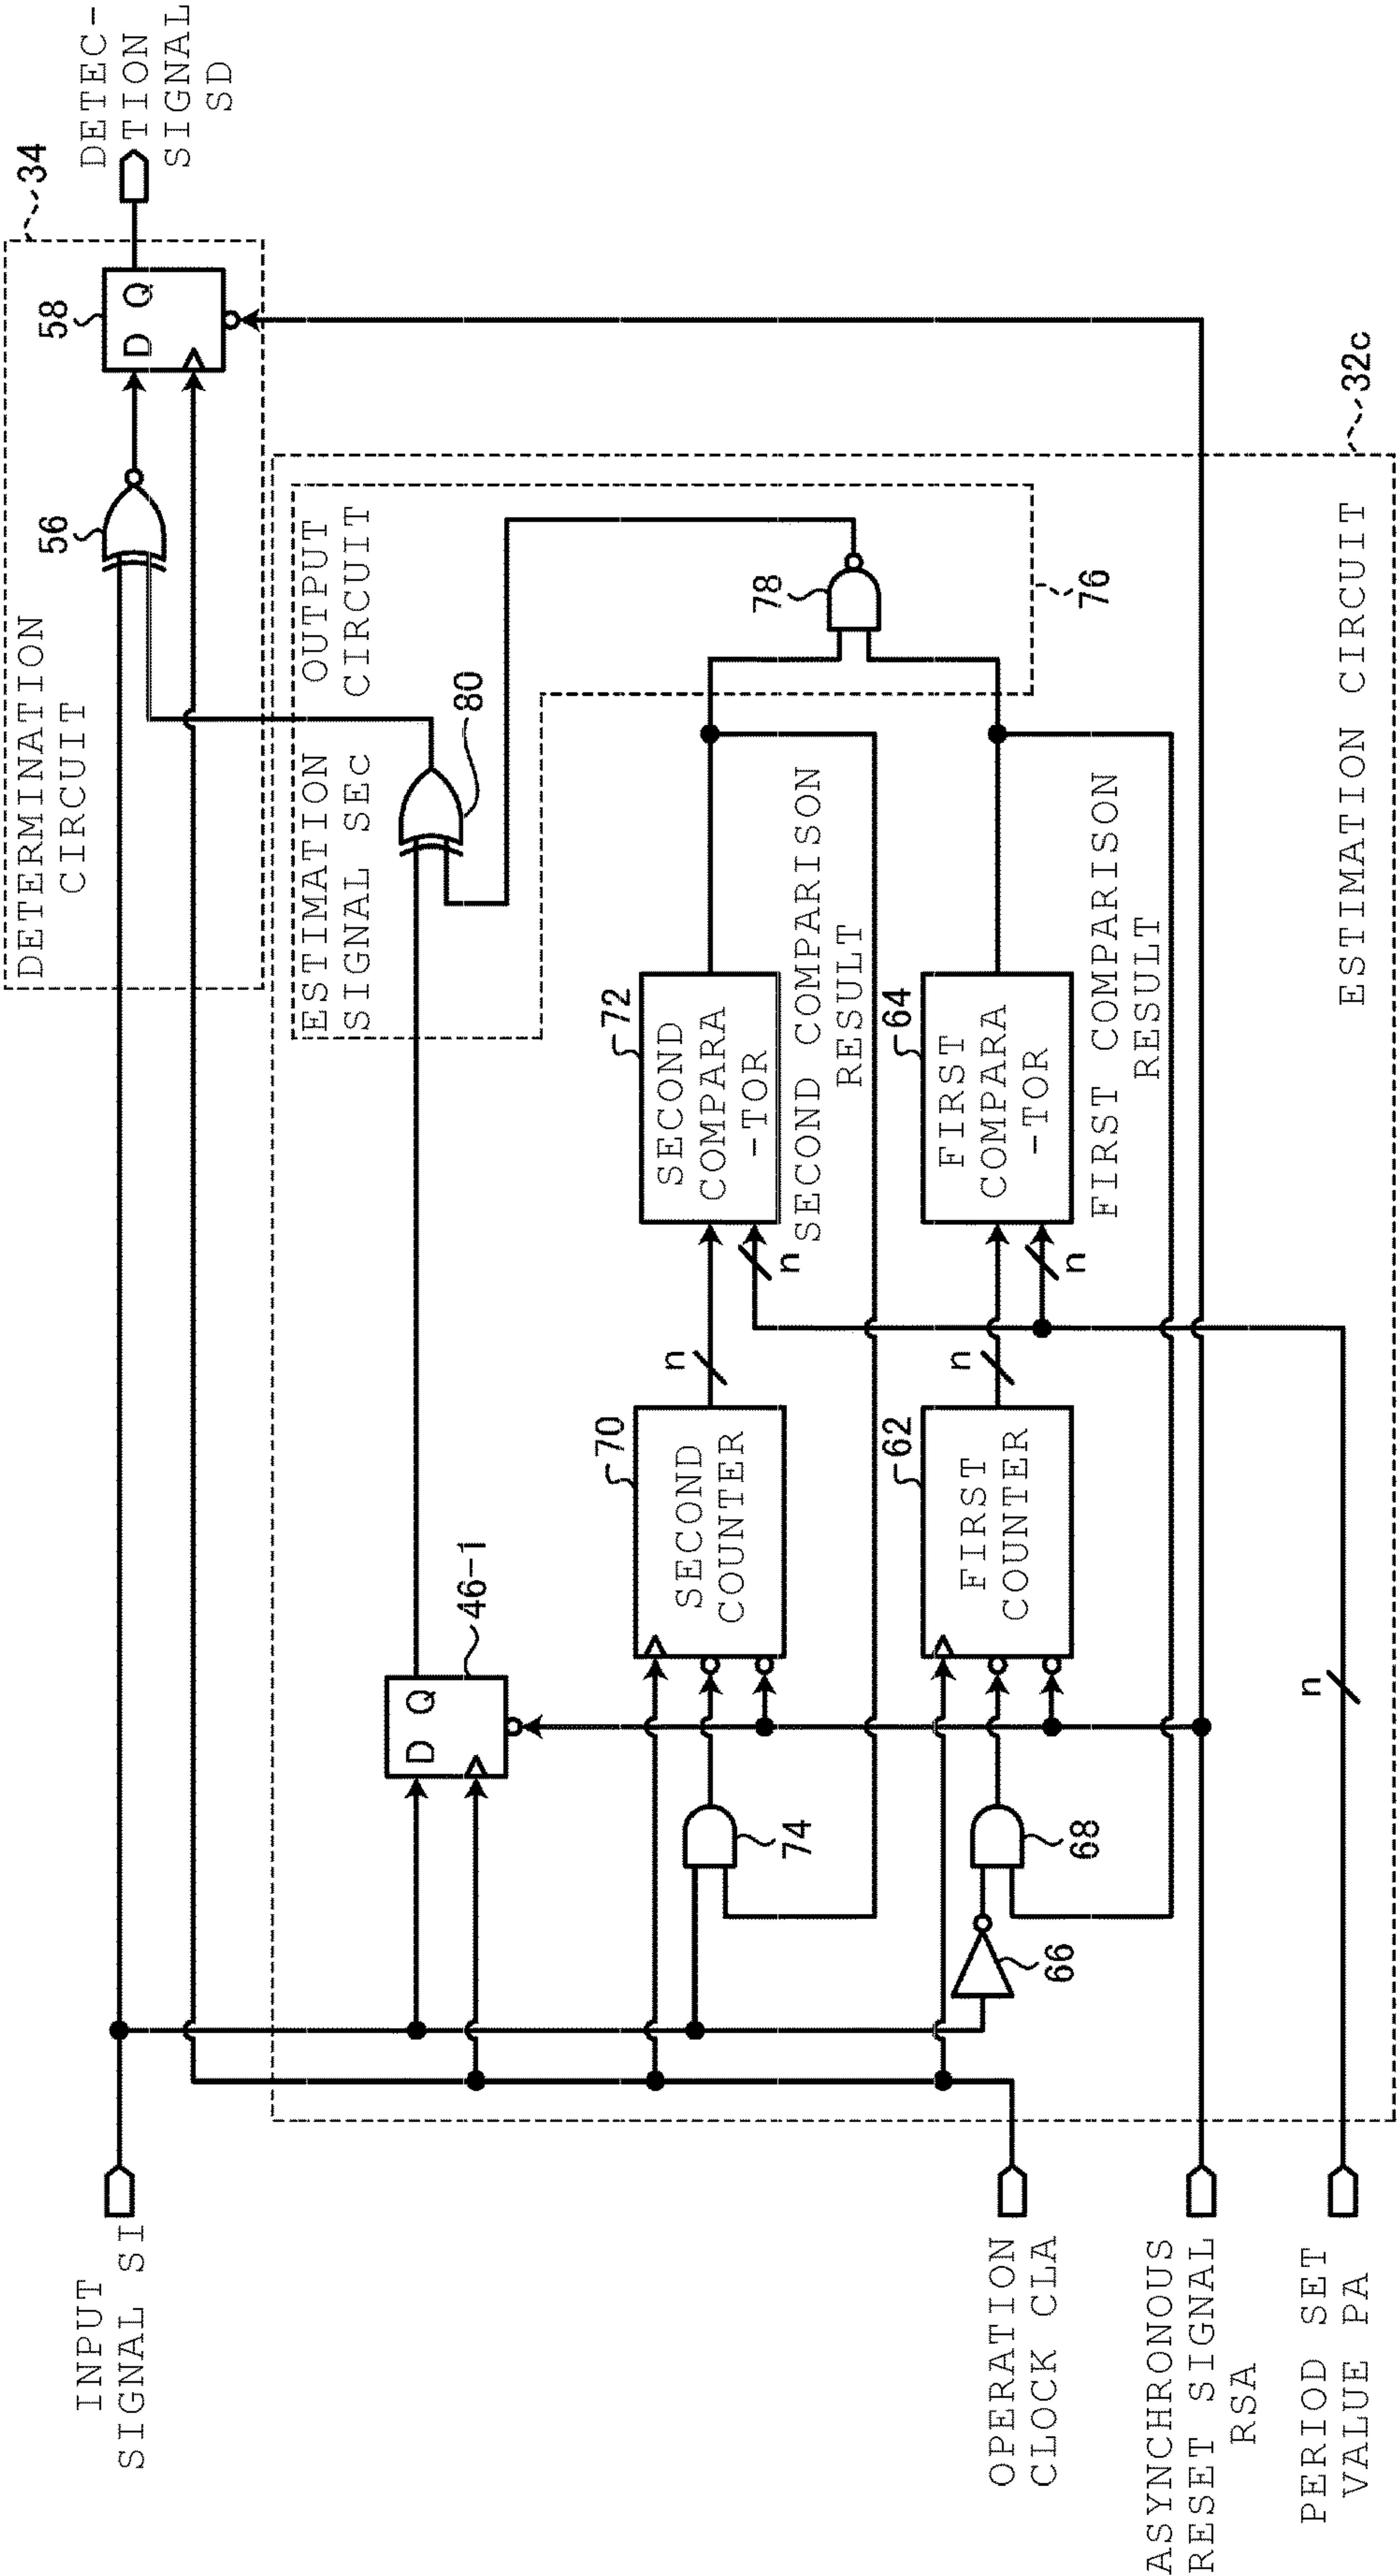 INPUT
SIGNAL SI
OPERATION
CLOCK CLA
ASYNCHRONOUS
RESET SIGNAL
RSA
PERIOD SET
VALUE PA
DETERMINATION
CIRCUIT
34
56
58
D Q
DETEC-
TION
SIGNAL
SD
46-1
D Q
ESTIMATION
SIGNAL SEc
OUTPUT
CIRCUIT
80
78
76
74
70
SECOND
COUNTER
n
n
72
SECOND
COMPARA
-TOR
SECOND COMPARISON
RESULT
66
68
62
FIRST
COUNTER
n
n
64
FIRST
COMPARA
-TOR
FIRST COMPARISON
RESULT
n
ESTIMATION CIRCUIT
32c